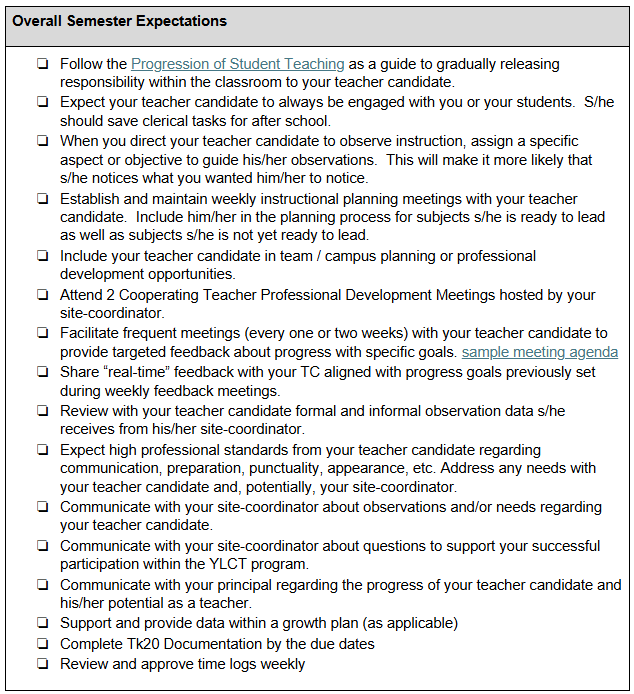 Overall Semester Expectations
❏ Follow the Progression of Student Teaching as a guide to gradually releasing
responsibility within the classroom to your teacher candidate.
❏ Expect your teacher candidate to always be engaged with you or your students.  S/he
should save clerical tasks for after school.
❏ When you direct your teacher candidate to observe instruction, assign a specific
aspect or objective to guide his/her observations.  This will make it more likely that
s/he notices what you wanted him/her to notice.
❏ Establish and maintain weekly instructional planning meetings with your teacher
candidate.  Include him/her in the planning process for subjects s/he is ready to lead
as well as subjects s/he is not yet ready to lead.
❏ Include your teacher candidate in team / campus planning or professional
development opportunities.
❏ Attend 2 Cooperating Teacher Professional Development Meetings hosted by your
site-coordinator.
❏ Facilitate frequent meetings (every one or two weeks) with your teacher candidate to
provide targeted feedback about progress with specific goals. sample meeting agenda
❏ Share “real-time” feedback with your TC aligned with progress goals previously set
during weekly feedback meetings.
❏ Review with your teacher candidate formal and informal observation data s/he
receives from his/her site-coordinator.
❏ Expect high professional standards from your teacher candidate regarding
communication, preparation, punctuality, appearance, etc. Address any needs with
your teacher candidate and, potentially, your site-coordinator.
❏ Communicate with your site-coordinator about observations and/or needs regarding
your teacher candidate.
❏ Communicate with your site-coordinator about questions to support your successful
participation within the YLCT program.
❏ Communicate with your principal regarding the progress of your teacher candidate and
his/her potential as a teacher.
❏ Support and provide data within a growth plan (as applicable)
❏ Complete Tk20 Documentation by the due dates
❏ Review and approve time logs weekly